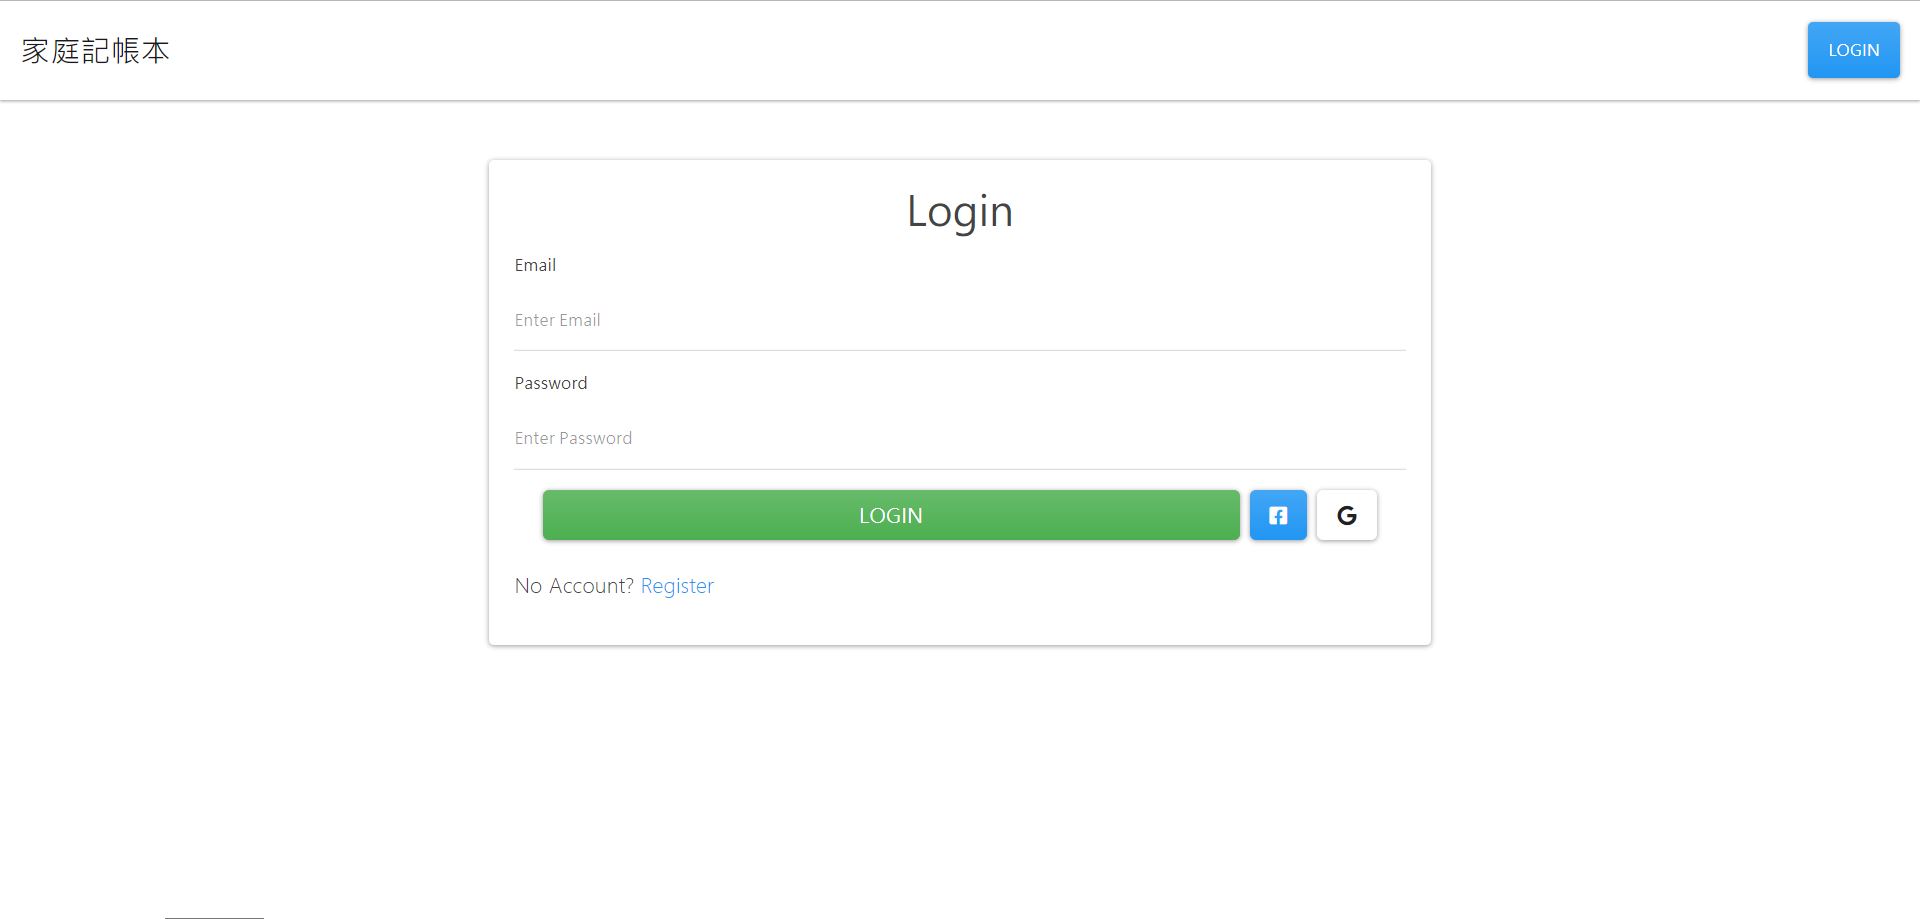 家庭記帳本
LOGIN
Login
Email
Enter Email
Password
Enter Password
LOGIN
No Account? Register